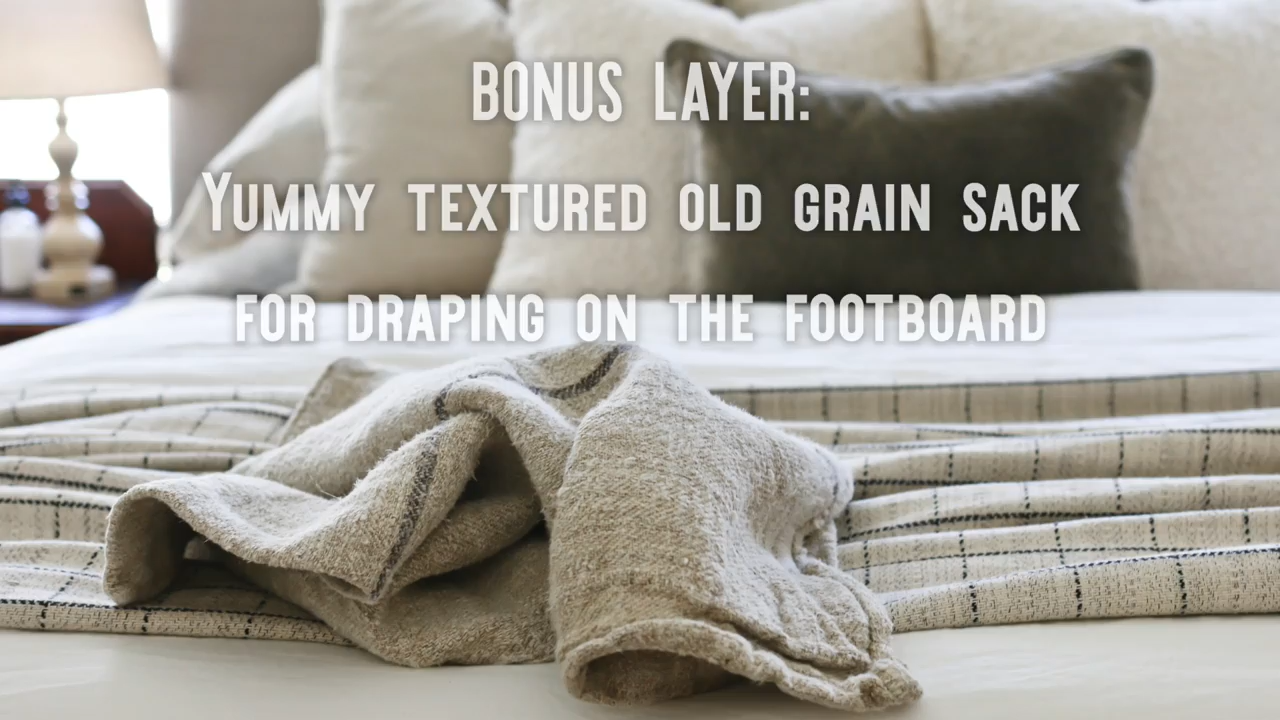 BONUS LAYER:
Yummy textured old grain sack
for draping on the footboard